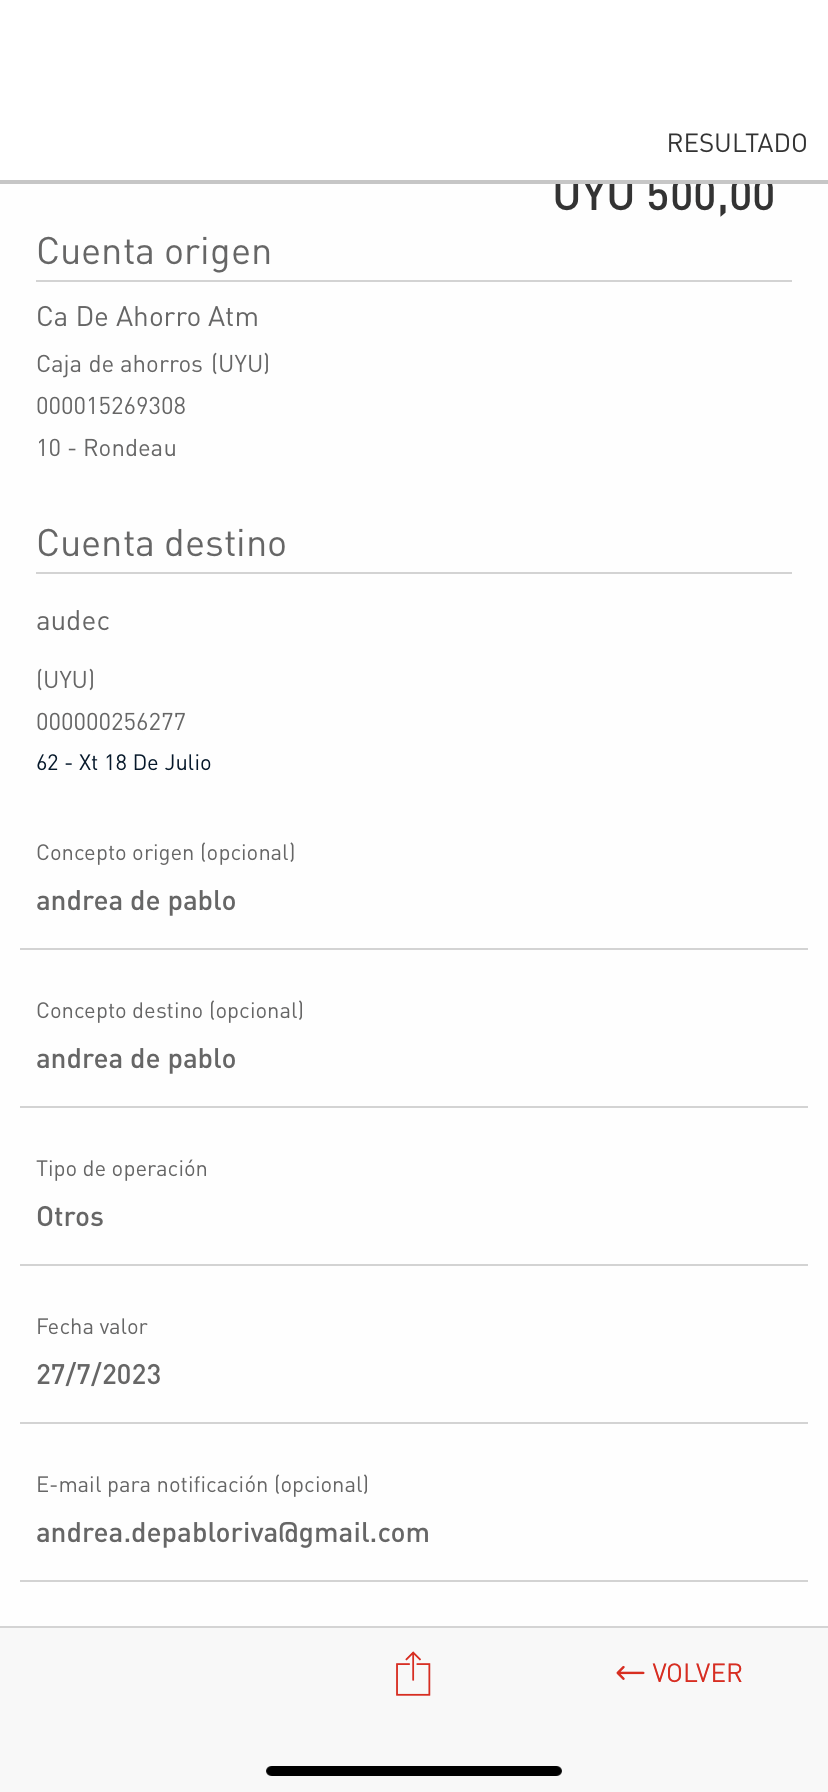 RESULTADO
UYU 500,00
Cuenta origen
Ca De Ahorro Atm
Caja de ahorros (UYU)
000015269308
10 - Rondeau
Cuenta destino
audec
(UYU)
000000256277
62 - Xt 18 De Julio
Concepto origen (opcional)
andrea de pablo
Concepto destino (opcional)
andrea de pablo
Tipo de operación
Otros
Fecha valor
27/7/2023
E-mail para notificación (opcional)
andrea.depabloriva@gmail.com
← VOLVER